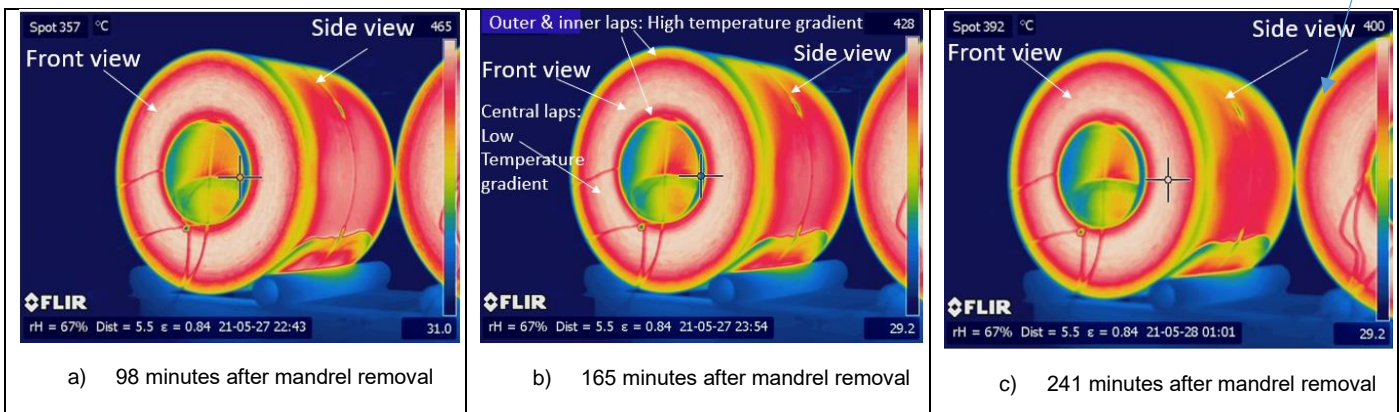 Spot 357 °C
465
Side view
Front view
FLIR
rH = 67% Dist = 5.5 ε = 0.84 21-05-27 22:43
31.0
a) 98 minutes after mandrel removal
Outer & inner laps: High temperature gradient
428
Side view
Front view
Central laps:
Low
Temperature
gradient
FLIR
rH = 67% Dist = 5.5 ε = 0.84 21-05-27 23:54
29.2
b) 165 minutes after mandrel removal
Spot 392 °C
400
Side view
Front view
FLIR
rH = 67% Dist = 5.5 ε = 0.84 21-05-28 01:01
29.2
c) 241 minutes after mandrel removal